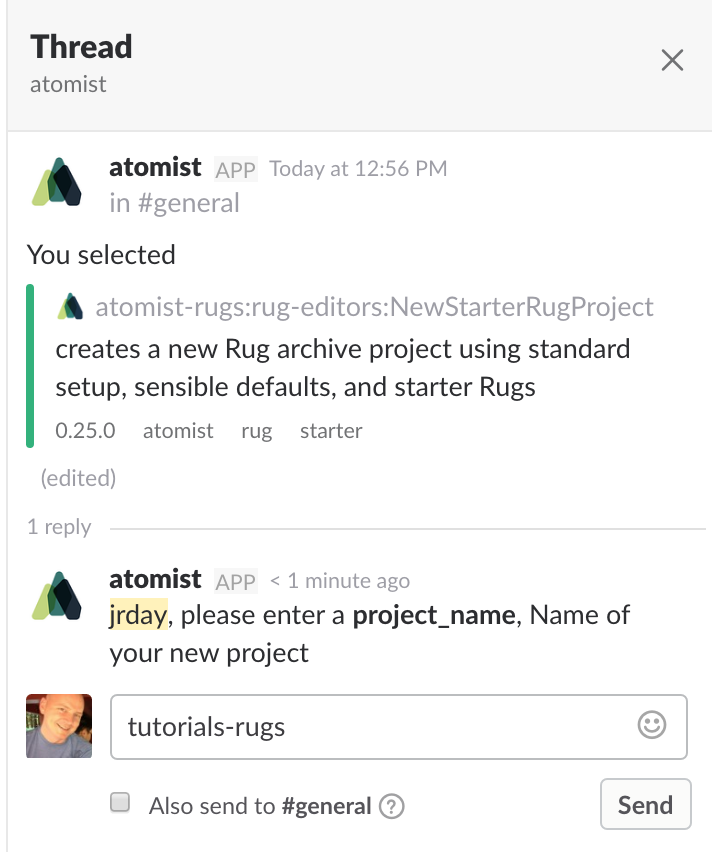 Thread
atomist
atomist APP Today at 12:56 PM
in #general
You selected
atomist-rugs:rug-editors:NewStarterRugProject
creates a new Rug archive project using standard
setup, sensible defaults, and starter Rugs
0.25.0 atomist rug starter
(edited)
1 reply
atomist APP < 1 minute ago
jrday, please enter a project_name, Name of
your new project
tutorials-rugs
Also send to #general ?
Send